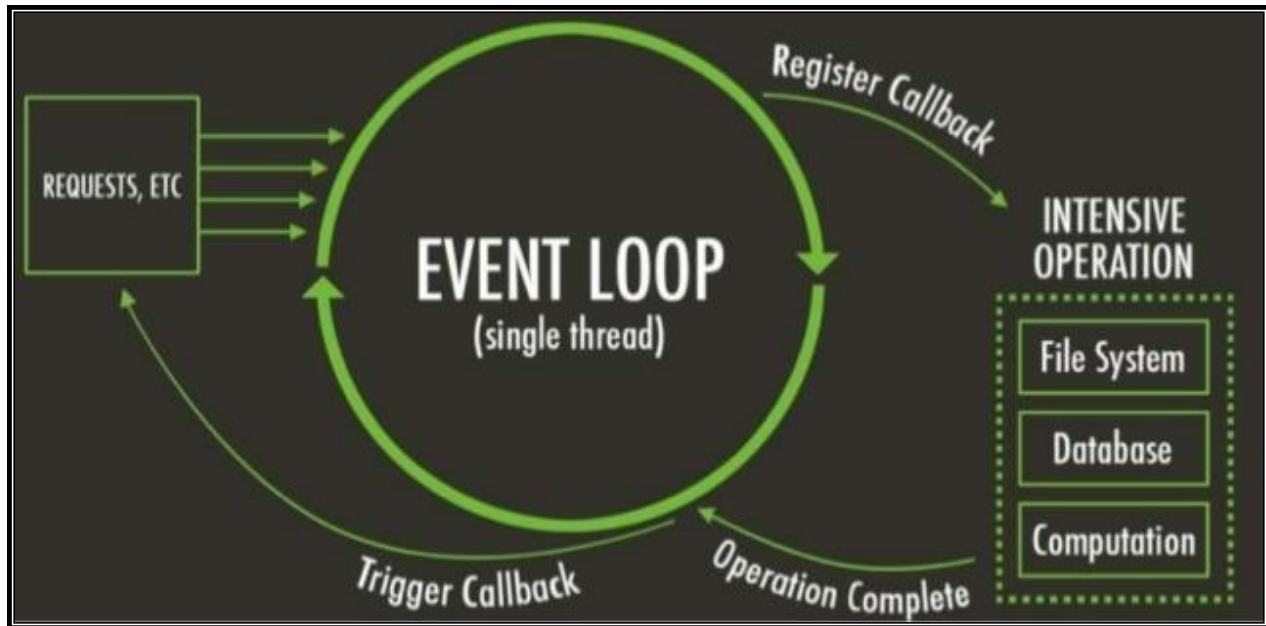 REQUESTS, ETC
EVENT LOOP
(single thread)
Register Callback
INTENSIVE
OPERATION
File System
Database
Computation
Operation Complete
Trigger Callback